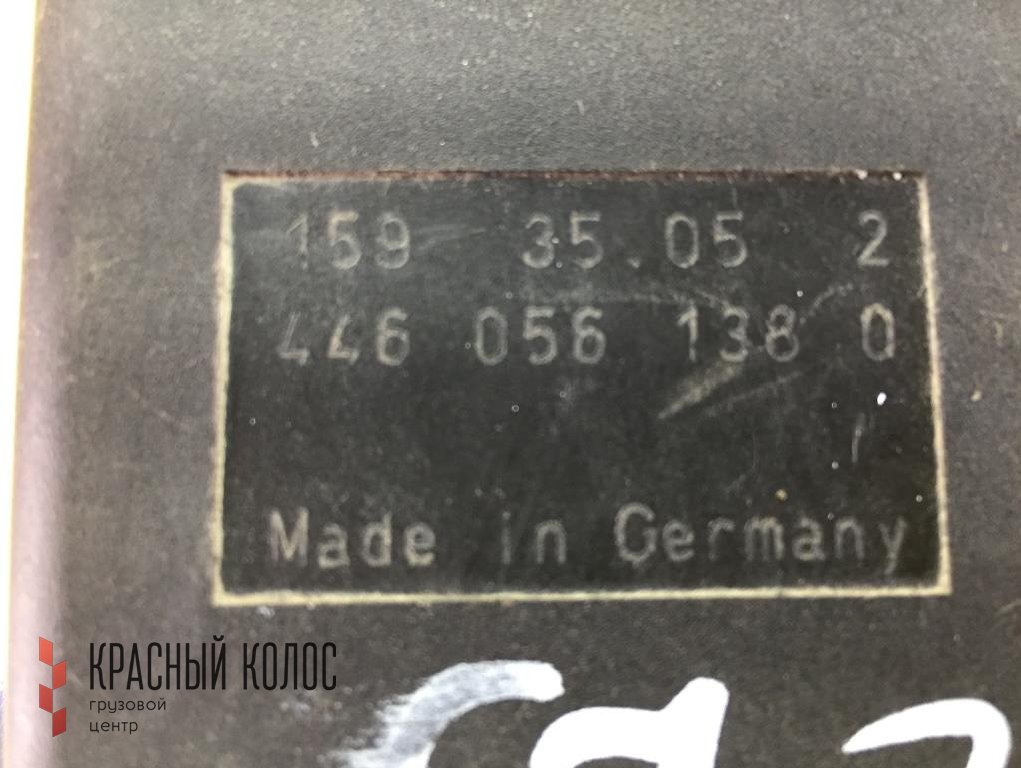 159 35.05 2
446 056 138 0
Made in Germany
КРАСНЫЙ КОЛОС
грузовой
центр